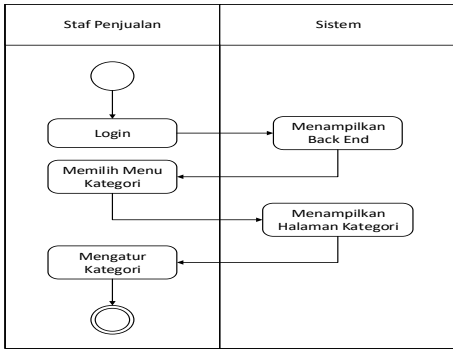 Staf Penjualan
Sistem
Login
Menampilkan
Back End
Memilih Menu
Kategori
Menampilkan
Halaman Kategori
Mengatur
Kategori